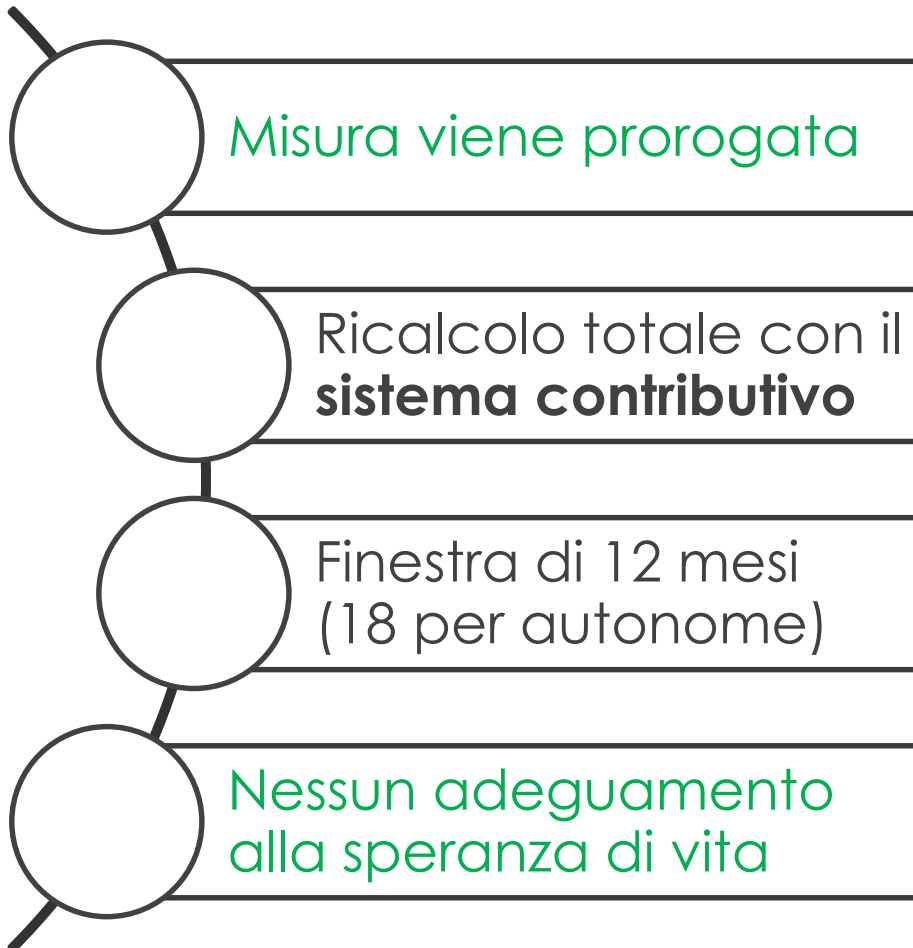 Misura viene prorogata
Ricalcolo totale con il
sistema contributivo
Finestra di 12 mesi
(18 per autonome)
Nessun adeguamento
alla speranza di vita